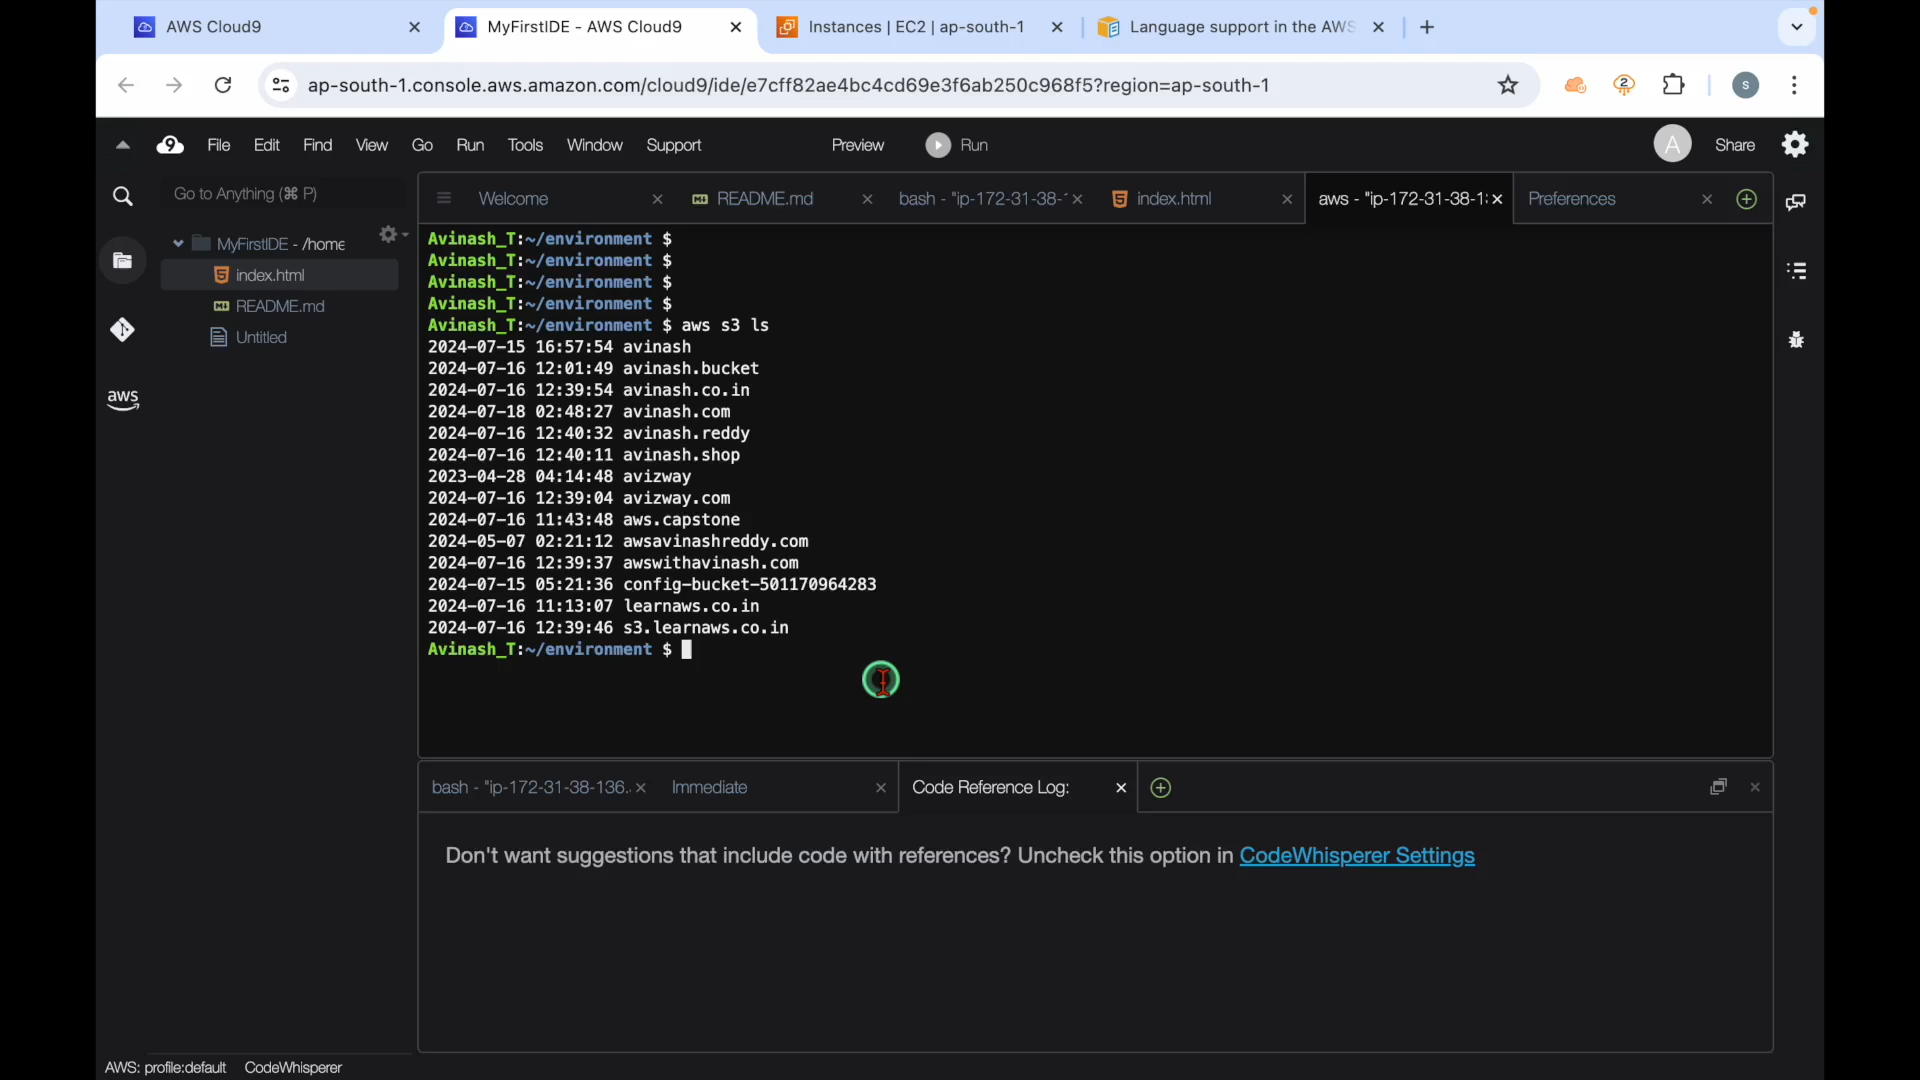 AWS Cloud9
MyFirstIDE - AWS Cloud9
Instances | EC2 | ap-south-1
Language support in the AWS
ap-south-1.console.aws.amazon.com/cloud9/ide/e7cff82ae4bc4cd69e3f6ab250c968f5?region=ap-south-1
2
s
9
File Edit Find View Go Run Tools Window Support Preview Run
A
Share
Go to Anything (⌘ P)
Welcome
README.md
bash - "ip-172-31-38-1
index.html
aws - "ip-172-31-38-1
Preferences
MyFirstIDE - /home
index.html
README.md
Untitled
aws
Avinash_T:~/environment $
Avinash_T:~/environment $
Avinash_T:~/environment $
Avinash_T:~/environment $
Avinash_T:~/environment $ aws s3 ls
2024-07-15 16:57:54 avinash
2024-07-16 12:01:49 avinash.bucket
2024-07-16 12:39:54 avinash.co.in
2024-07-18 02:48:27 avinash.com
2024-07-16 12:40:32 avinash.reddy
2024-07-16 12:40:11 avinash.shop
2023-04-28 04:14:48 avizway
2024-07-16 12:39:04 avizway.com
2024-07-16 11:43:48 aws.capstone
2024-05-07 02:21:12 awsavinashreddy.com
2024-07-16 12:39:37 awswithavinash.com
2024-07-15 05:21:36 config-bucket-501170964283
2024-07-16 11:13:07 learnaws.co.in
2024-07-16 12:39:46 s3.learnaws.co.in
Avinash_T:~/environment $
bash - "ip-172-31-38-136.
Immediate
Code Reference Log:
Don't want suggestions that include code with references? Uncheck this option in CodeWhisperer Settings
AWS: profile:default CodeWhisperer